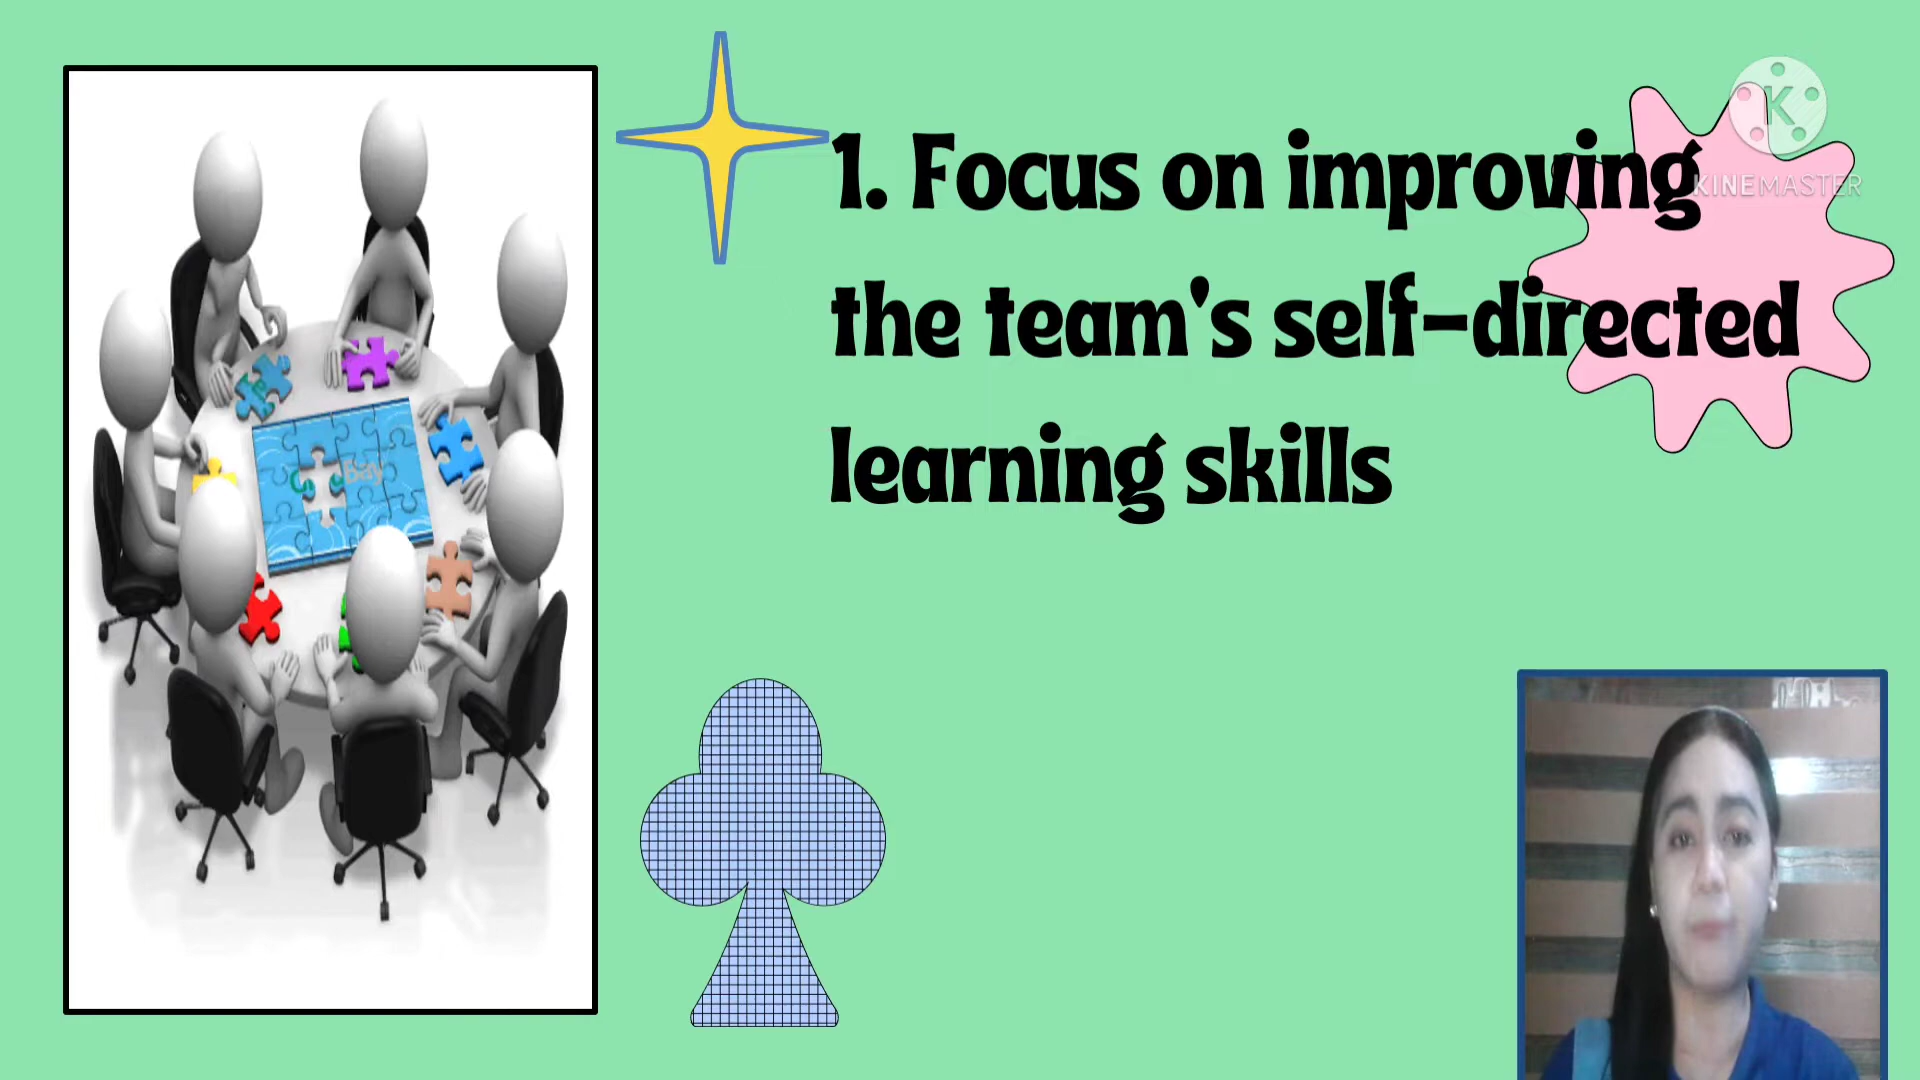 1. Focus on improving
the team's self-directed
learning skills
K
KINEMASTER